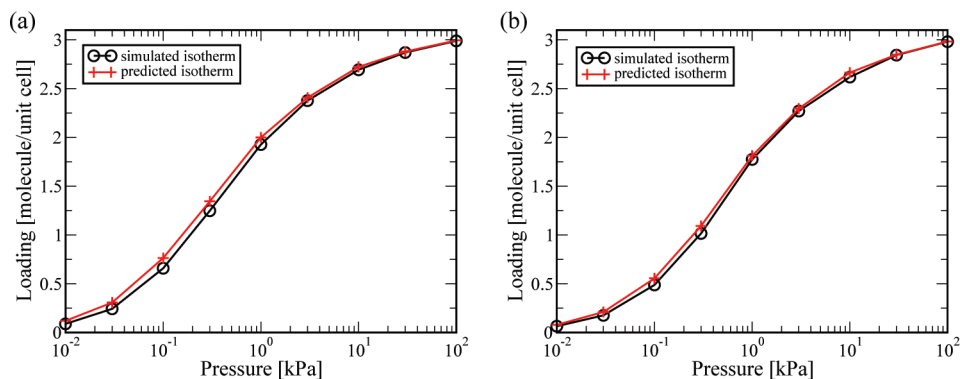 (a)
3
2.5
2
1.5
1
0.5
0
Loading [molecule/unit cell]
simulated isotherm
predicted isotherm
10^-2
10^-1
10^0
10^1
10^2
Pressure [kPa]
(b)
3
2.5
2
1.5
1
0.5
0
Loading [molecule/unit cell]
simulated isotherm
predicted isotherm
10^-2
10^-1
10^0
10^1
10^2
Pressure [kPa]